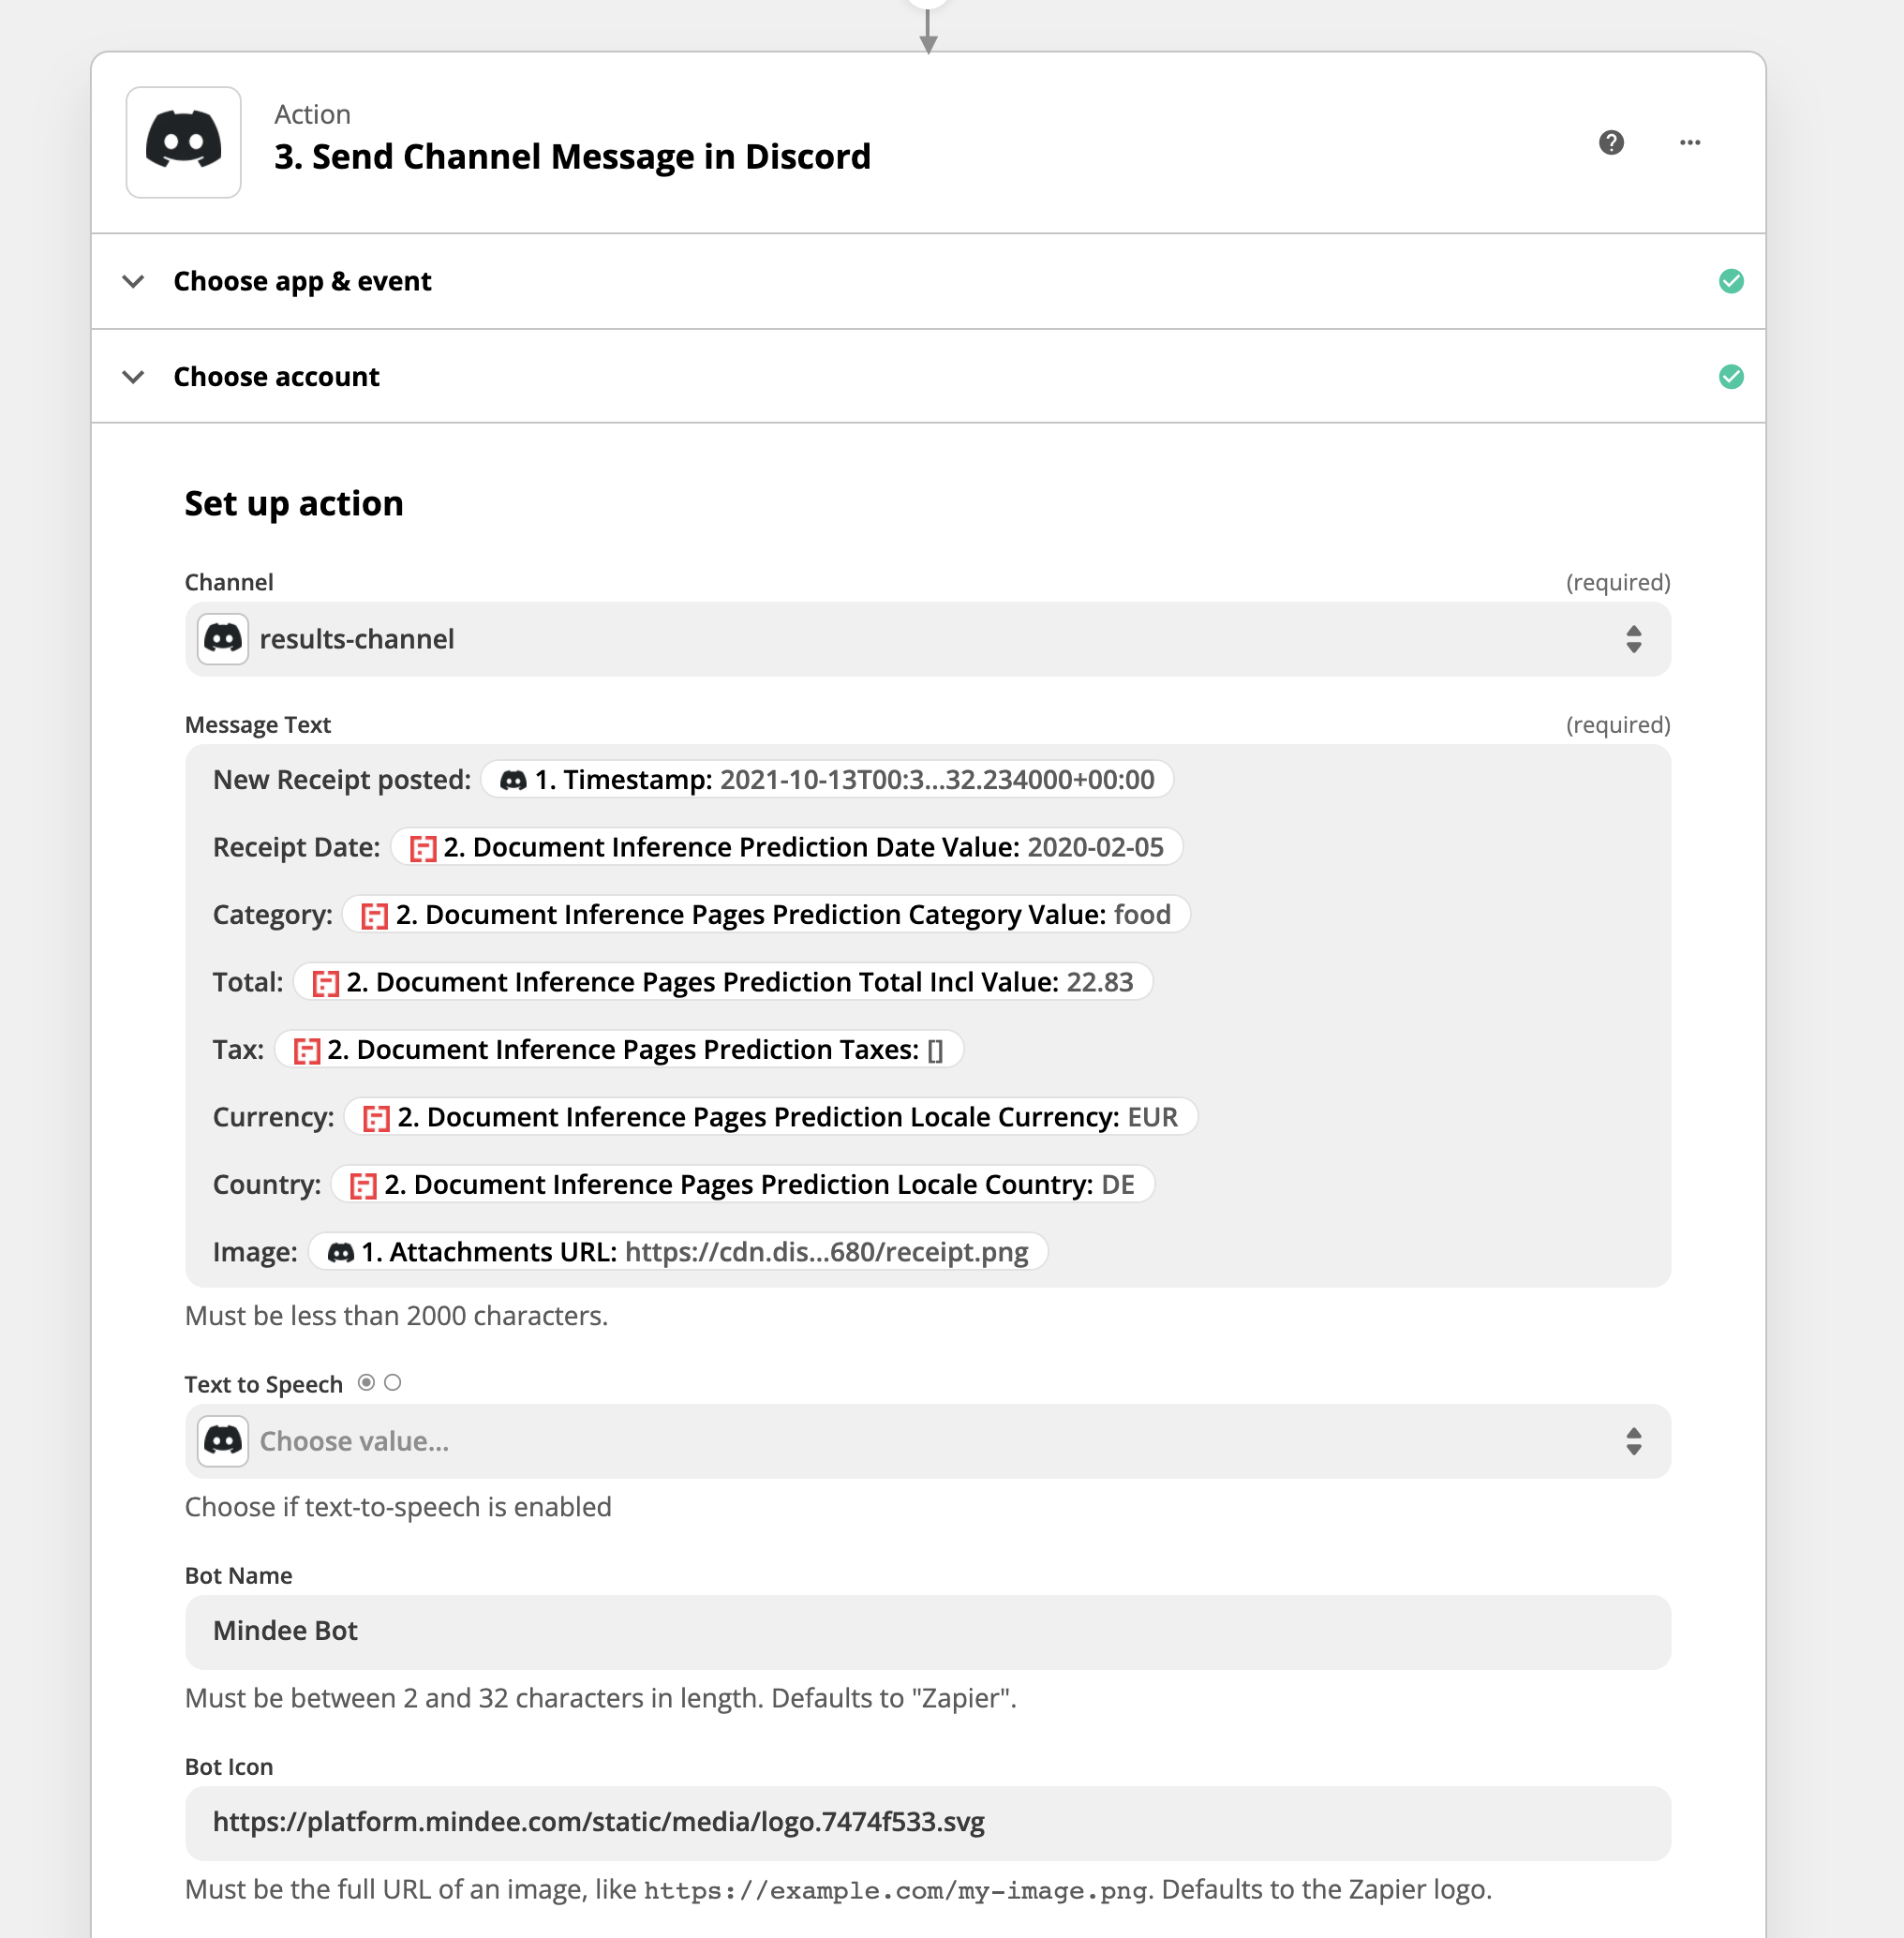 Action
3. Send Channel Message in Discord
Choose app & event
Choose account
Set up action
Channel (required)
results-channel
Message Text (required)
New Receipt posted: 1. Timestamp: 2021-10-13T00:3...32.234000+00:00
Receipt Date: 2. Document Inference Prediction Date Value: 2020-02-05
Category: 2. Document Inference Pages Prediction Category Value: food
Total: 2. Document Inference Pages Prediction Total Incl Value: 22.83
Tax: 2. Document Inference Pages Prediction Taxes: []
Currency: 2. Document Inference Pages Prediction Locale Currency: EUR
Country: 2. Document Inference Pages Prediction Locale Country: DE
Image: 1. Attachments URL: https://cdn.dis...680/receipt.png
Must be less than 2000 characters.
Text to Speech
Choose value...
Choose if text-to-speech is enabled
Bot Name
Mindee Bot
Must be between 2 and 32 characters in length. Defaults to "Zapier".
Bot Icon
https://platform.mindee.com/static/media/logo.7474f533.svg
Must be the full URL of an image, like https://example.com/my-image.png. Defaults to the Zapier logo.